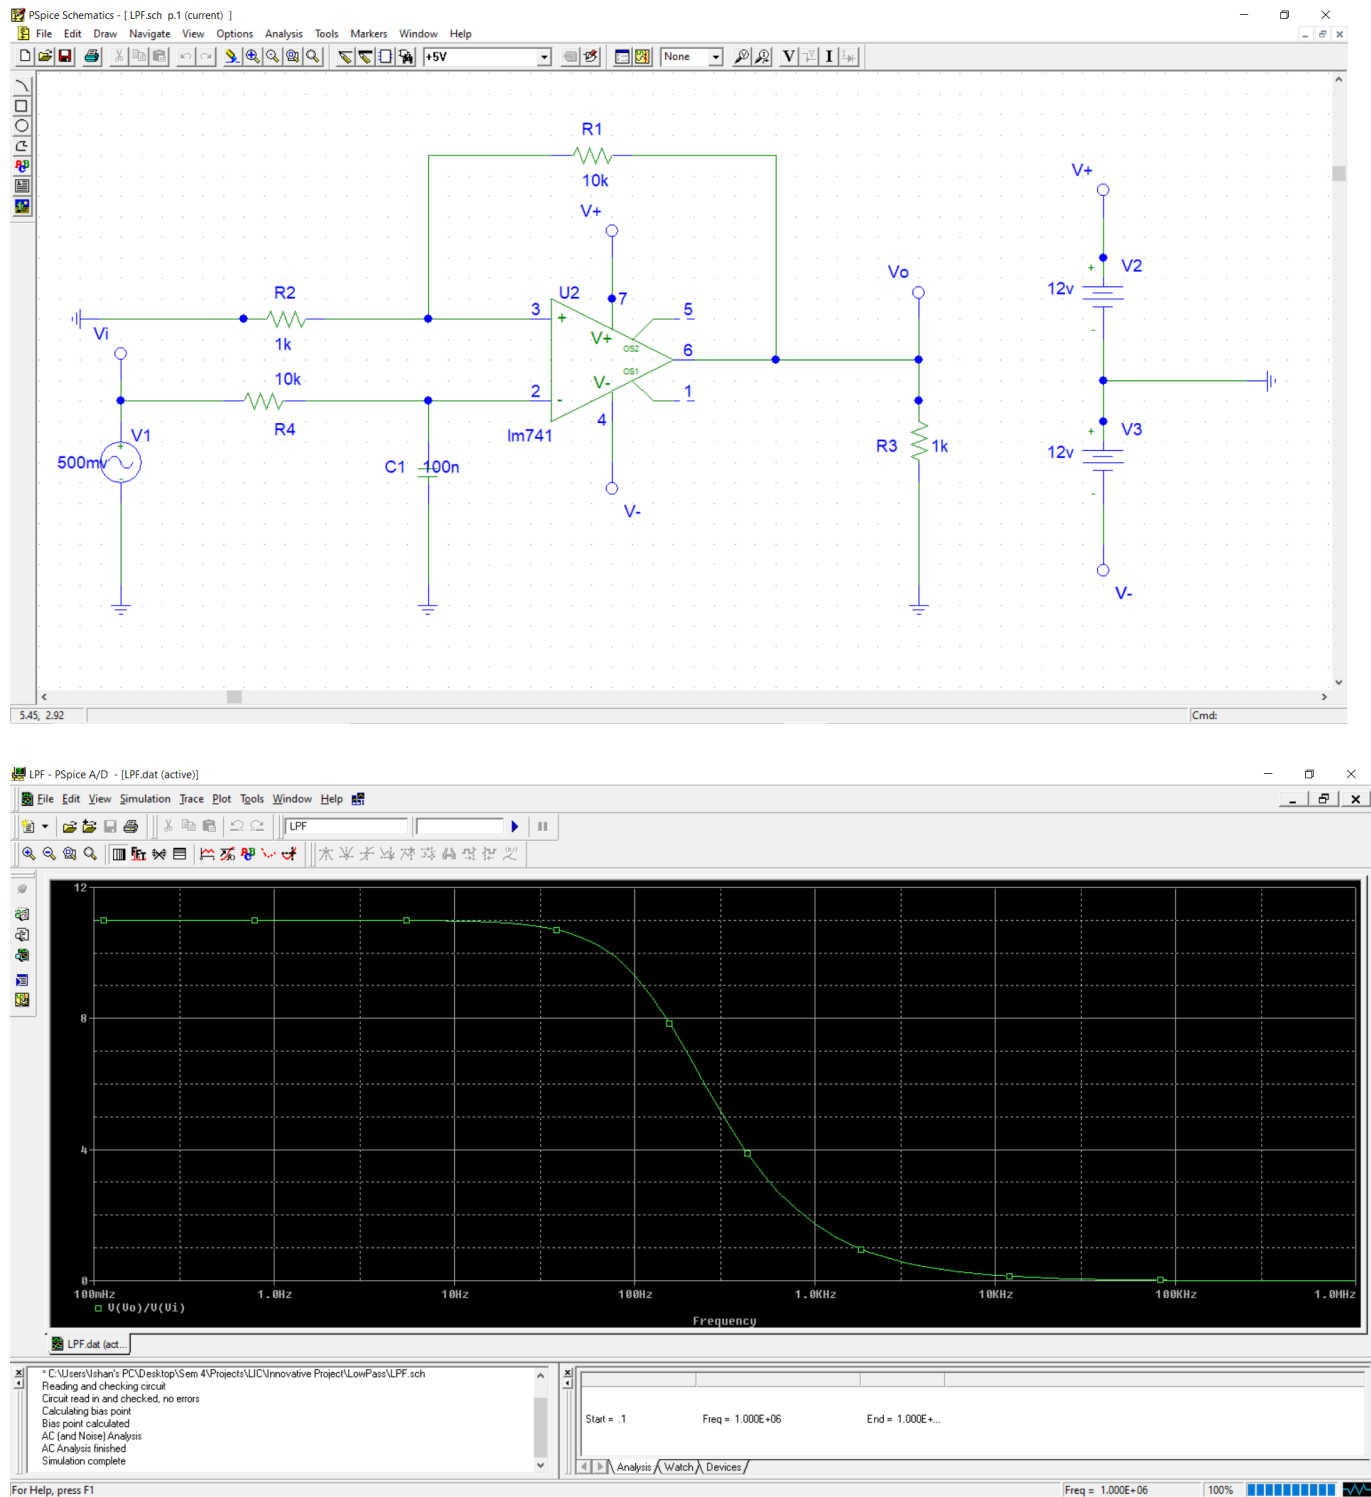 PSpice Schematics - [ LPF.sch p.1 (current) ]
File Edit Draw Navigate View Options Analysis Tools Markers Window Help
+5V None V I
R1
10k
V+
V+
R2
1k
Vi
U2
3
+
7
5
V+
OS2
6
OS1
V-
2
-
1
4
lm741
V-
10k
R4
V1
+
-
500mv
C1 100n
Vo
R3 1k
+ V2
12v
-
+ V3
12v
-
V-
5.45, 2.92 Cmd:
LPF - PSpice A/D - [LPF.dat (active)]
File Edit View Simulation Trace Plot Tools Window Help
LPF
12
8
4
0
100mHz 1.0Hz 10Hz 100Hz 1.0KHz 10KHz 100KHz 1.0MHz
V(Vo)/V(Vi)
Frequency
LPF.dat (act...
* C:\Users\Ishan's PC\Desktop\Sem 4\Projects\LIC\Innovative Project\LowPass\LPF.sch
Reading and checking circuit
Circuit read in and checked, no errors
Calculating bias point
Bias point calculated
AC (and Noise) Analysis
AC Analysis finished
Simulation complete
Start = .1 Freq = 1.000E+06 End = 1.000E+...
Analysis Watch Devices
For Help, press F1 Freq = 1.000E+06 100%